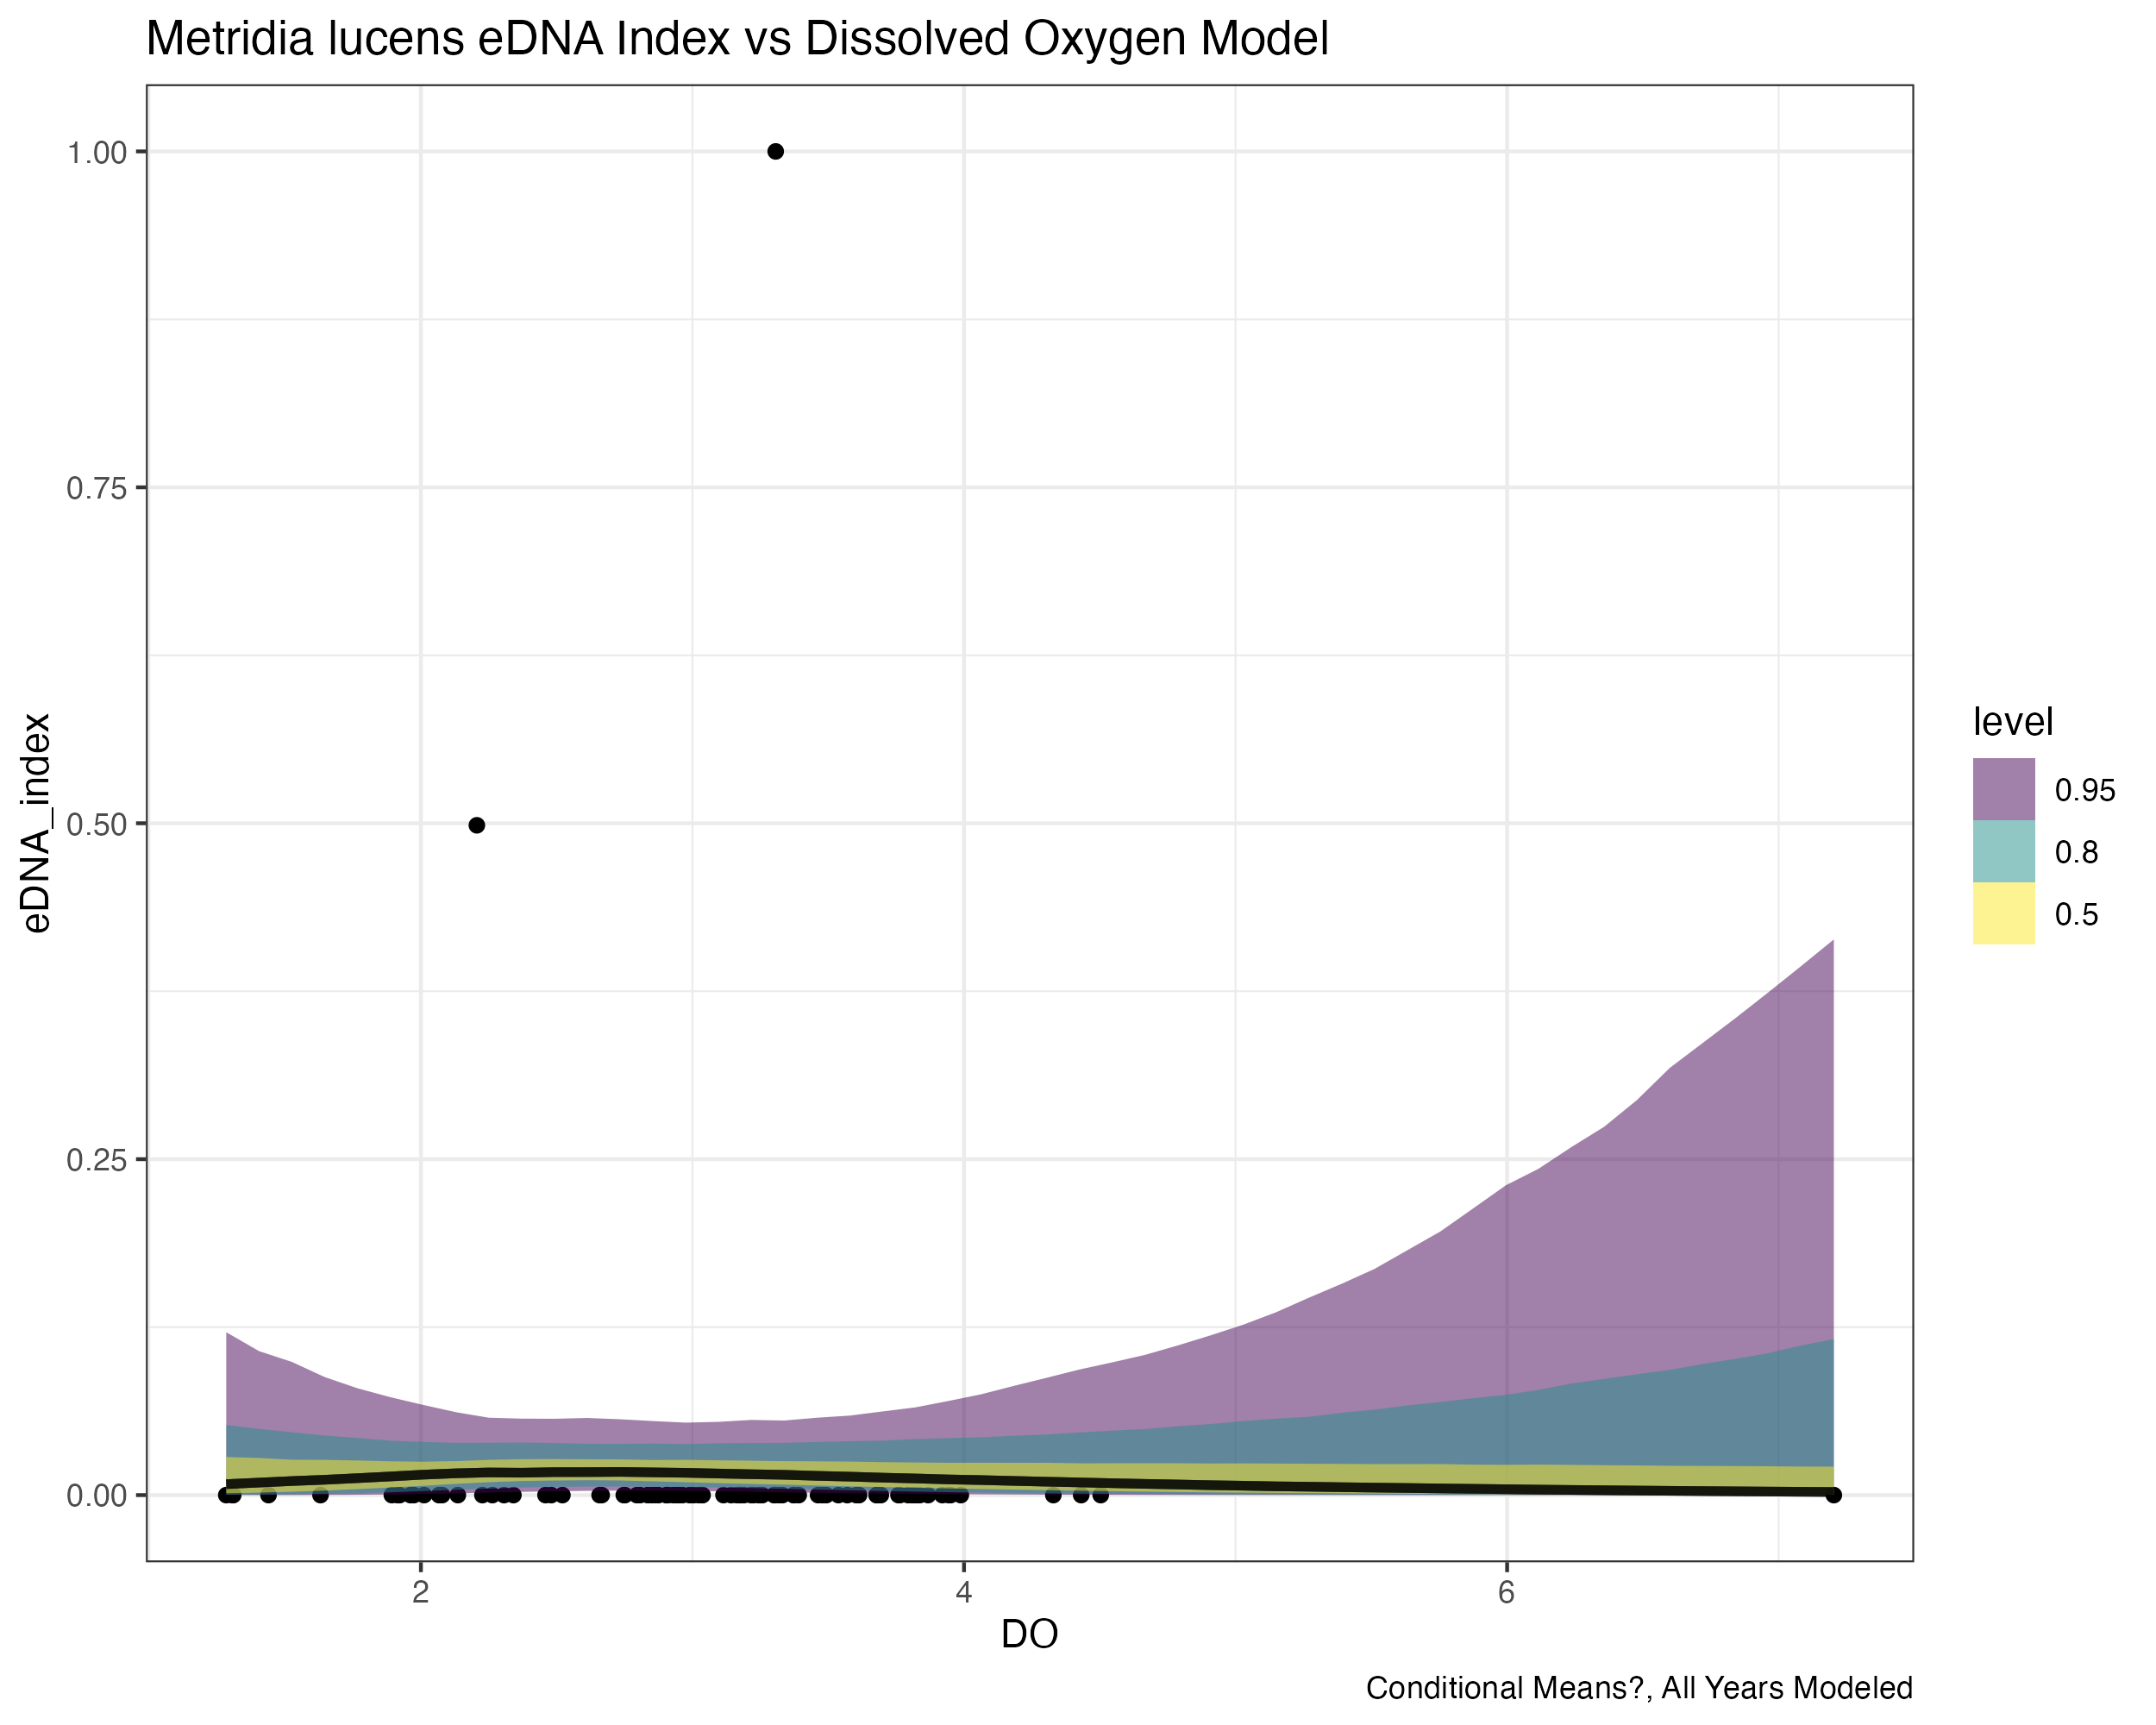 Metridia lucens eDNA Index vs Dissolved Oxygen Model
1.00
0.75
0.50
0.25
0.00
eDNA_index
2
4
6
DO
level
0.95
0.8
0.5
Conditional Means?, All Years Modeled